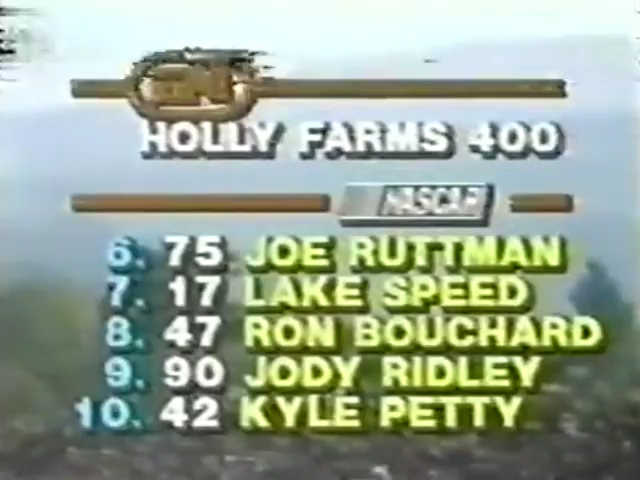 HOLLY FARMS 400
NASCAR
6. 75 JOE RUTTMAN
7. 17 LAKE SPEED
8. 47 RON BOUCHARD
9. 90 JODY RIDLEY
10. 42 KYLE PETTY